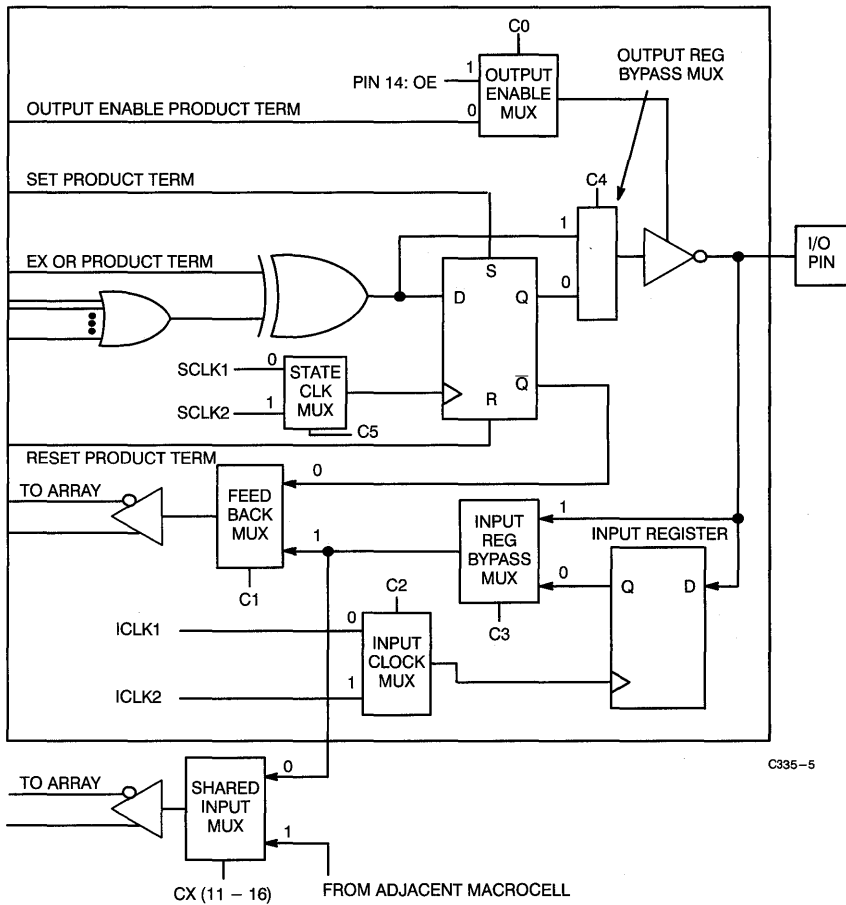 C0
OUTPUT REG
BYPASS MUX
1
PIN 14: OE
OUTPUT
ENABLE
MUX
OUTPUT ENABLE PRODUCT TERM
0
SET PRODUCT TERM
C4
1
I/O
PIN
EX OR PRODUCT TERM
S
D
Q
0
SCLK1
0
STATE
CLK
MUX
Q̅
SCLK2
1
R
C5
RESET PRODUCT TERM
0
TO ARRAY
FEED
BACK
MUX
1
C1
INPUT
REG
BYPASS
MUX
1
0
C3
INPUT REGISTER
Q
D
C2
ICLK1
0
INPUT
CLOCK
MUX
ICLK2
1
C335-5
TO ARRAY
SHARED
INPUT
MUX
0
1
CX (11 – 16)
FROM ADJACENT MACROCELL